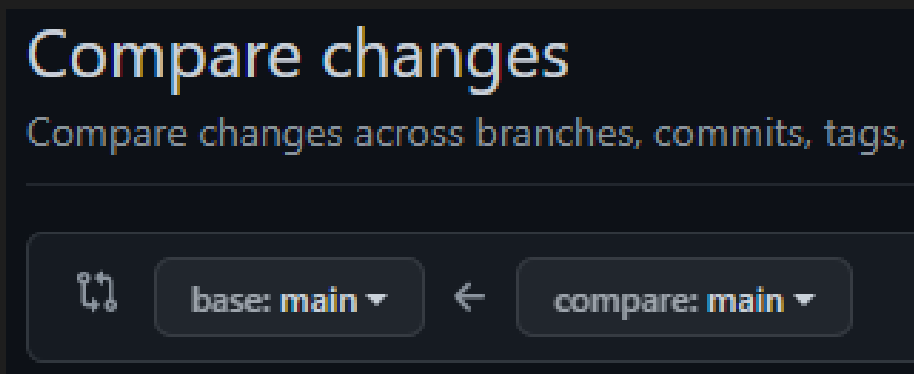 Compare changes
Compare changes across branches, commits, tags,
base: main compare: main